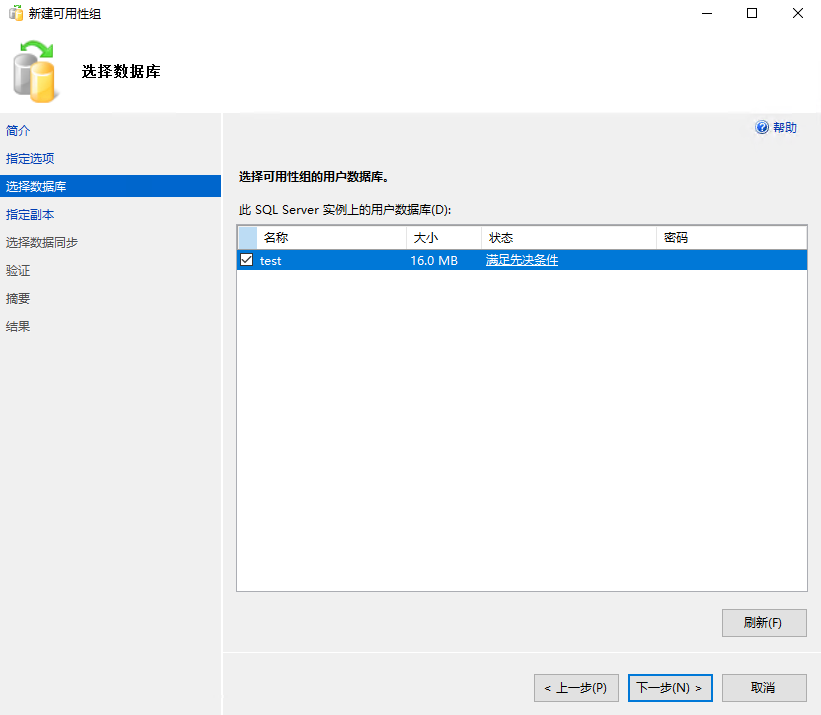 新建可用性组
选择数据库
简介
指定选项
选择数据库
指定副本
选择数据同步
验证
摘要
结果
帮助
选择可用性组的用户数据库。
此 SQL Server 实例上的用户数据库(D):
名称 大小 状态 密码
test 16.0 MB 满足先决条件
刷新(F)
< 上一步(P) 下一步(N) > 取消